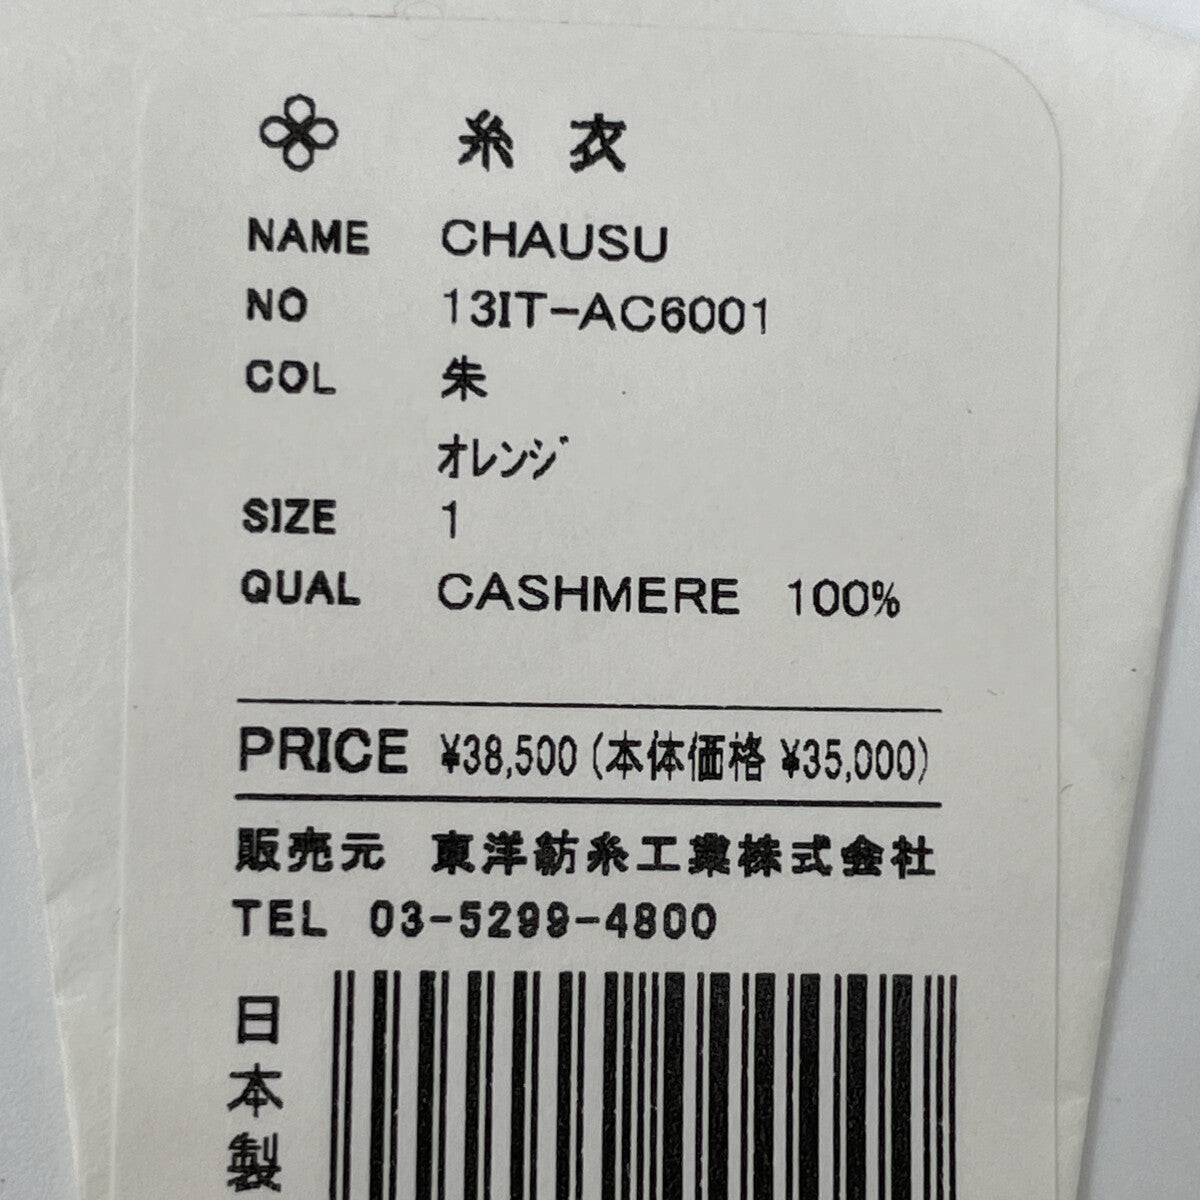 糸衣
NAME CHAUSU
NO 13IT-AC6001
COL 朱
オレンジ
SIZE 1
QUAL CASHMERE 100%
PRICE ¥38,500(本体価格 ¥35,000)
販売元 東洋紡糸工業株式会社
TEL 03-5299-4800
日本製